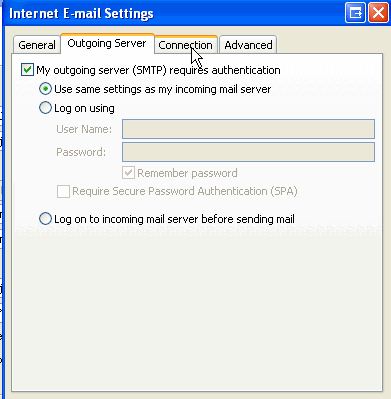 Internet E-mail Settings
General Outgoing Server Connection Advanced
My outgoing server (SMTP) requires authentication
Use same settings as my incoming mail server
Log on using
User Name:
Password:
Remember password
Require Secure Password Authentication (SPA)
Log on to incoming mail server before sending mail